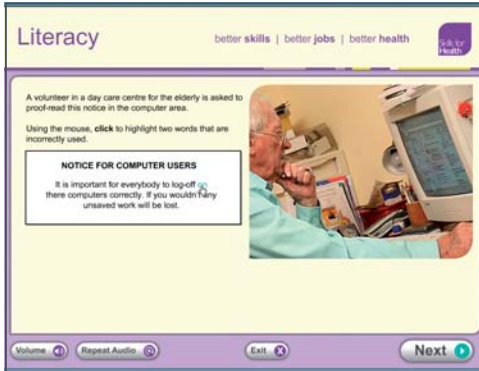 Literacy
better skills | better jobs | better health
Skills for
Health
A volunteer in a day care centre for the elderly is asked to
proof-read this notice in the computer area.
Using the mouse, click to highlight two words that are
incorrectly used.
NOTICE FOR COMPUTER USERS
It is important for everybody to log-off on
there computers correctly. If you wouldn't any
unsaved work will be lost.
Volume
Repeat Audio
Exit
Next